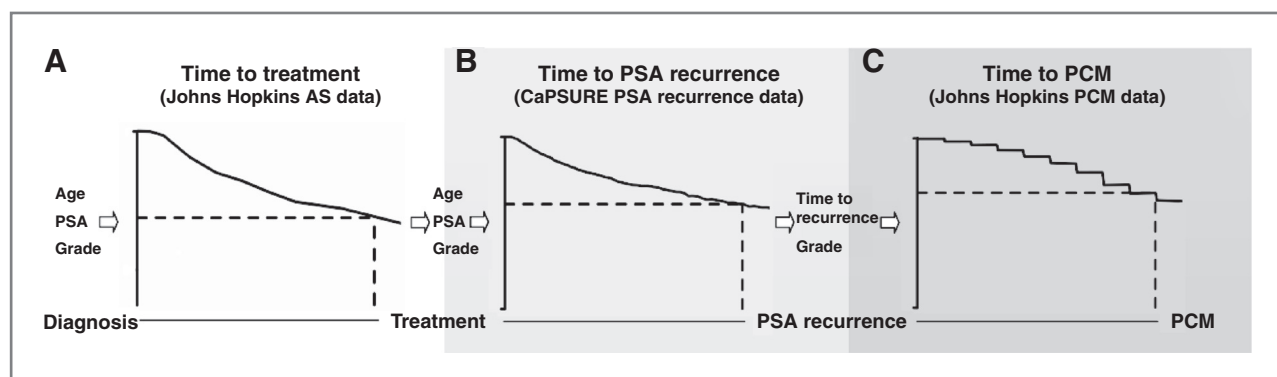 A
Time to treatment
(Johns Hopkins AS data)
Age
PSA
Grade
Diagnosis
Treatment
B
Time to PSA recurrence
(CaPSURE PSA recurrence data)
Age
PSA
Grade
PSA recurrence
C
Time to PCM
(Johns Hopkins PCM data)
Time to
recurrence
Grade
PCM